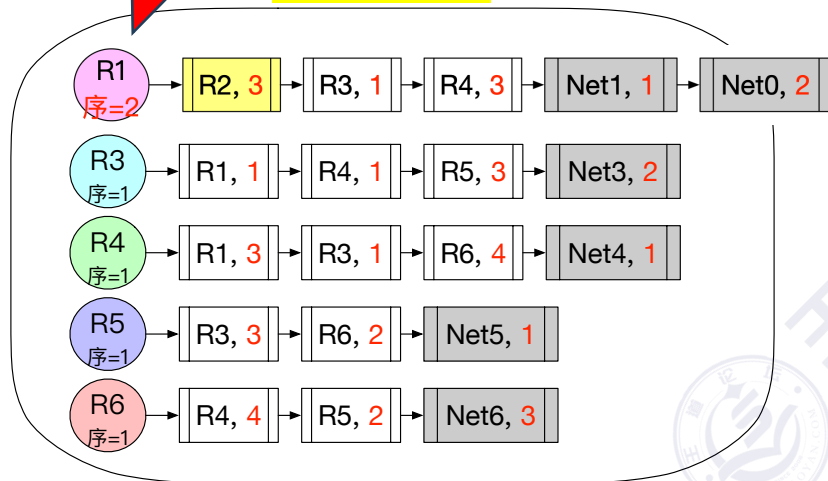 R1 序=2 R2, 3 R3, 1 R4, 3 Net1, 1 Net0, 2
R3 序=1 R1, 1 R4, 1 R5, 3 Net3, 2
R4 序=1 R1, 3 R3, 1 R6, 4 Net4, 1
R5 序=1 R3, 3 R6, 2 Net5, 1
R6 序=1 R4, 4 R5, 2 Net6, 3